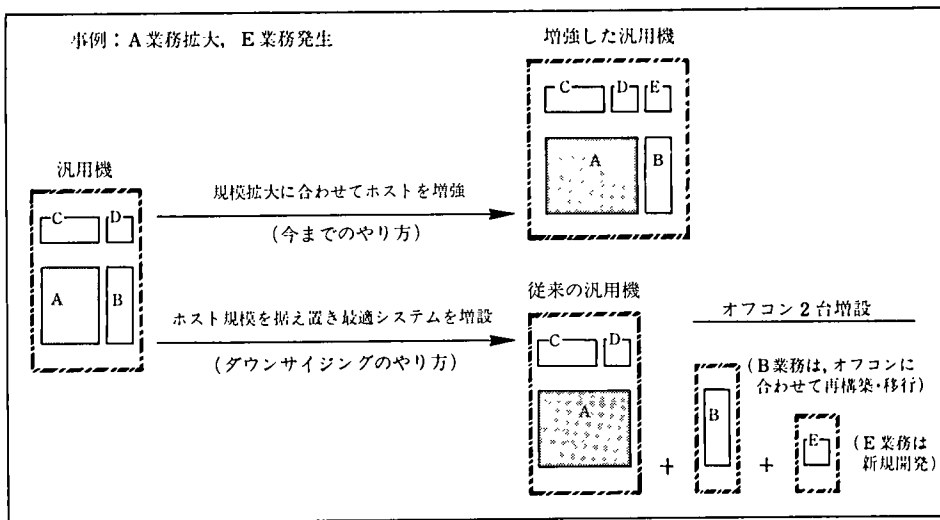 事例：A業務拡大，E業務発生
増強した汎用機
C
D
E
A
B
汎用機
C
D
A
B
規模拡大に合わせてホストを増強
(今までのやり方)
ホスト規模を据え置き最適システムを増設
(ダウンサイジングのやり方)
従来の汎用機
C
D
A
+
オフコン2台増設
(B業務は，オフコンに
合わせて再構築・移行)
B
+
E
(E業務は
新規開発)